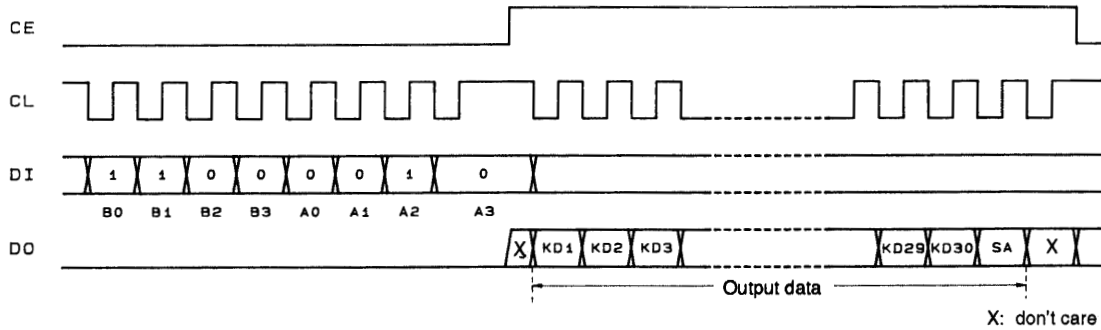 CE
CL
DI 1 1 0 0 0 0 1 0
B0 B1 B2 B3 A0 A1 A2 A3
DO X KD1 KD2 KD3 KD29 KD30 SA X
Output data
X: don't care